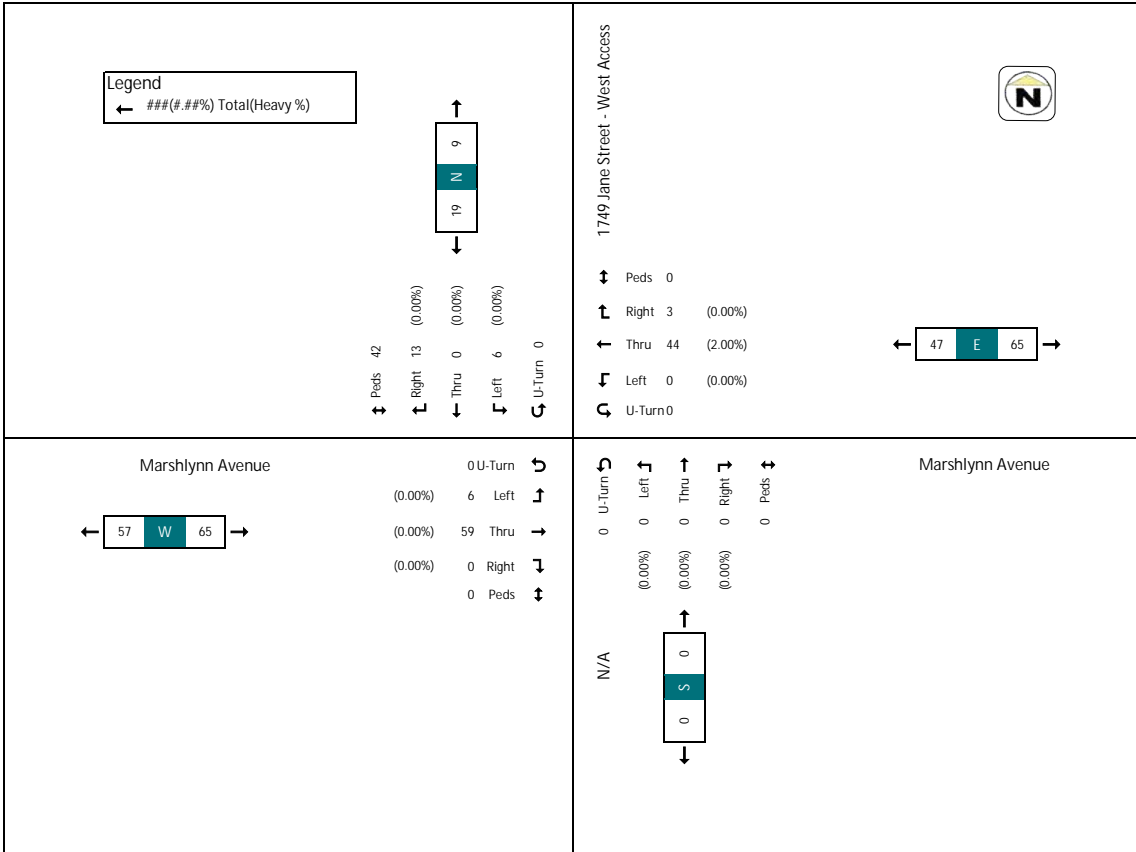 Legend
###(#.##%) Total(Heavy %)
9
N
19
Peds 42
Right 13 (0.00%)
Thru 0 (0.00%)
Left 6 (0.00%)
U-Turn 0
1749 Jane Street - West Access
N
Peds 0
Right 3 (0.00%)
Thru 44 (2.00%)
Left 0 (0.00%)
U-Turn 0
47 E 65
Marshlynn Avenue
57 W 65
0 U-Turn
(0.00%) 6 Left
(0.00%) 59 Thru
(0.00%) 0 Right
0 Peds
0 U-Turn
(0.00%) 0 Left
(0.00%) 0 Thru
(0.00%) 0 Right
0 Peds
Marshlynn Avenue
N/A
0
S
0